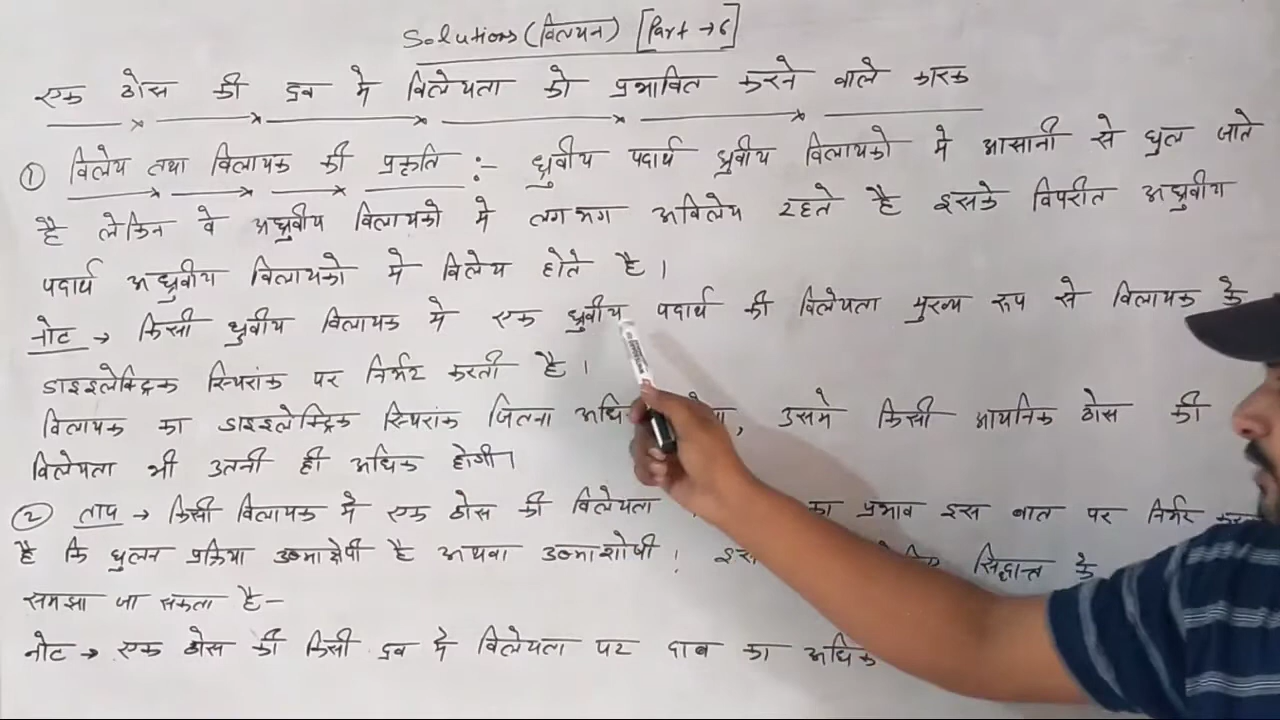 Solutions (विलयन) [Part → 6]
एक ठोस की द्रव मे विलेयता को प्रभावित करने वाले कारक
① विलेय तथा विलायक की प्रकृति :- ध्रुवीय पदार्थ ध्रुवीय विलायको मे आसानी से घुल जाते
है लेकिन वे अध्रुवीय विलायको मे लगभग अविलेय रहते है इसके विपरीत अध्रुवीय
पदार्थ अध्रुवीय विलायको मे विलेय होते है।
नोट → किसी ध्रुवीय विलायक मे एक ध्रुवीय पदार्थ की विलेयता मुख्य रूप से विलायक के
डाइइलेक्ट्रिक स्थिरांक पर निर्भर करती है।
विलायक का डाइइलेक्ट्रिक स्थिरांक जितना उसमे किसी आयनिक ठोस की
विलेयता भी उतनी ही अधिक होगी।
② ताप → किसी विलायक मे एक ठोस की विलेयता का प्रभाव इस बात पर निर्भर
है कि घुलन प्रक्रिया उष्माक्षेपी है अथवा उष्माशोषी। सिद्धान्त के
समझा जा सकता है-
नोट → एक ठोस की किसी द्रव मे विलेयता पर दाब का अधिक